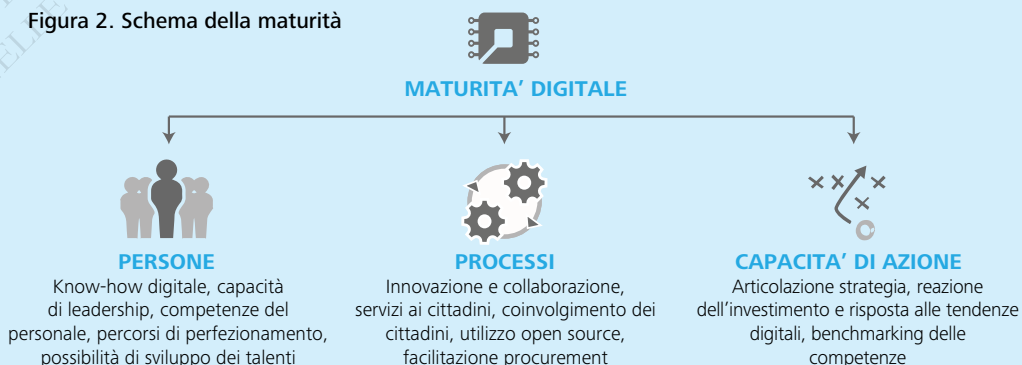 Figura 2. Schema della maturità
MATURITA’ DIGITALE
PERSONE
Know-how digitale, capacità
di leadership, competenze del
personale, percorsi di perfezionamento,
possibilità di sviluppo dei talenti
PROCESSI
Innovazione e collaborazione,
servizi ai cittadini, coinvolgimento dei
cittadini, utilizzo open source,
facilitazione procurement
CAPACITA’ DI AZIONE
Articolazione strategia, reazione
dell’investimento e risposta alle tendenze
digitali, benchmarking delle
competenze